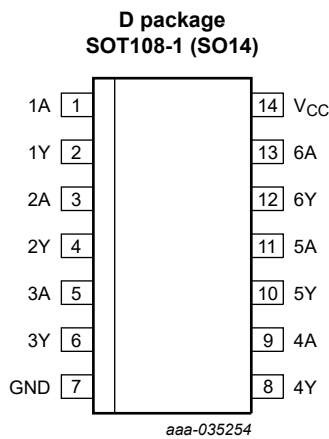 D package
SOT108-1 (SO14)
1A 1 14 VCC
1Y 2 13 6A
2A 3 12 6Y
2Y 4 11 5A
3A 5 10 5Y
3Y 6 9 4A
GND 7 8 4Y
aaa-035254